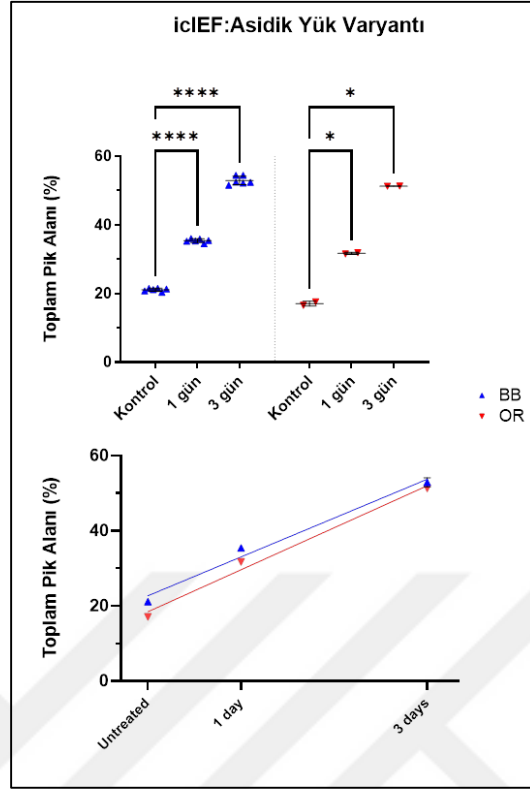 icIEF:Asidik Yük Varyantı
**** ****
* *
Toplam Pik Alanı (%)
60
40
20
0
Kontrol
1 gün
3 gün
Kontrol
1 gün
3 gün
BB
OR
Toplam Pik Alanı (%)
60
40
20
0
Untreated
1 day
3 days